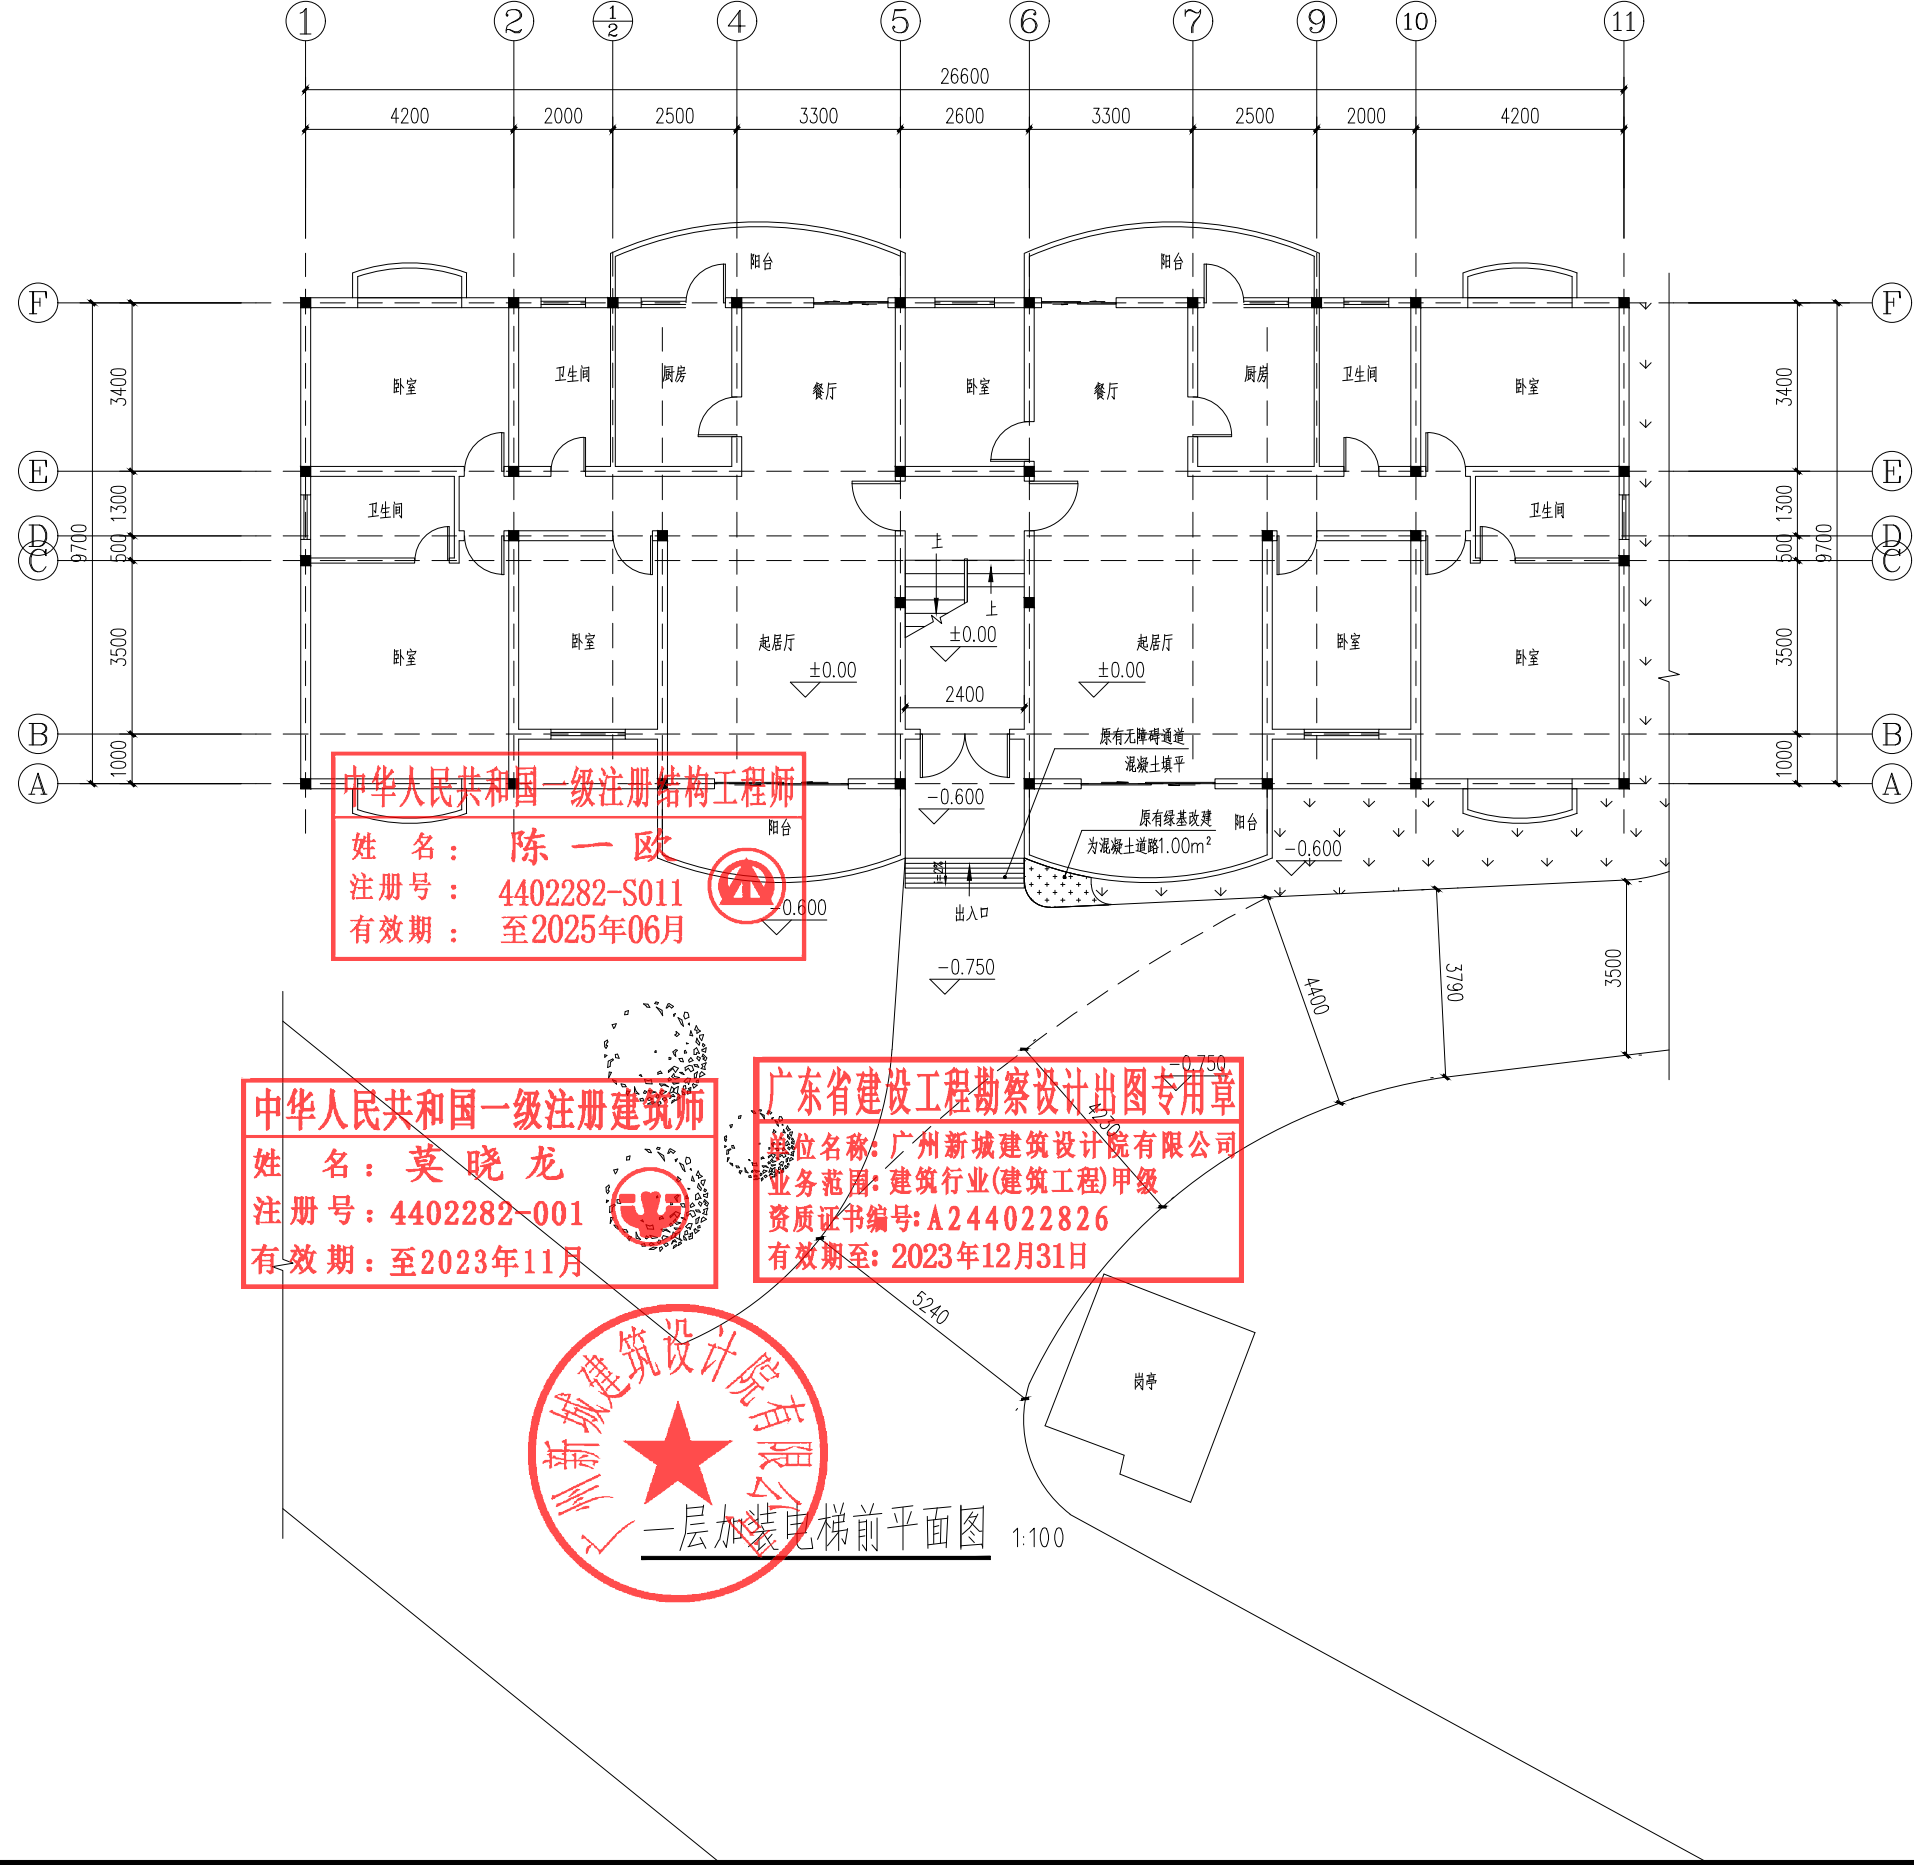 1 2 1/2 4 5 6 7 9 10 11
26600
4200 2000 2500 3300 2600 3300 2500 2000 4200
阳台 阳台
F F
3400 卧室 卫生间 厨房 餐厅 卧室 餐厅 厨房 卫生间 卧室 3400
E E
1300 卫生间 卫生间 1300
D D
9700 500 上 500 9700
C C
上
±0.00
3500 卧室 卧室 起居厅 起居厅 卧室 卧室 3500
±0.00 ±0.00
2400
B B
原有无障碍通道
混凝土填平
1000 1000
A A
中华人民共和国一级注册结构工程师
姓 名: 陈一欧
注册号: 4402282-S011
有效期: 至2025年06月
-0.600
阳台
原有绿基改建
为混凝土道路1.00m²
阳台
-0.600
i=2%
出入口
-0.600
-0.750
4400 3790 3500
-0.750
中华人民共和国一级注册建筑师
姓 名: 莫晓龙
注册号: 4402282-001
有效期: 至2023年11月
广东省建设工程勘察设计出图专用章
单位名称: 广州新城建筑设计院有限公司
业务范围: 建筑行业(建筑工程)甲级
资质证书编号: A244022826
有效期至: 2023年12月31日
4250
5240
岗亭
广州新城建筑设计院有限公司
一层加装电梯前平面图 1:100